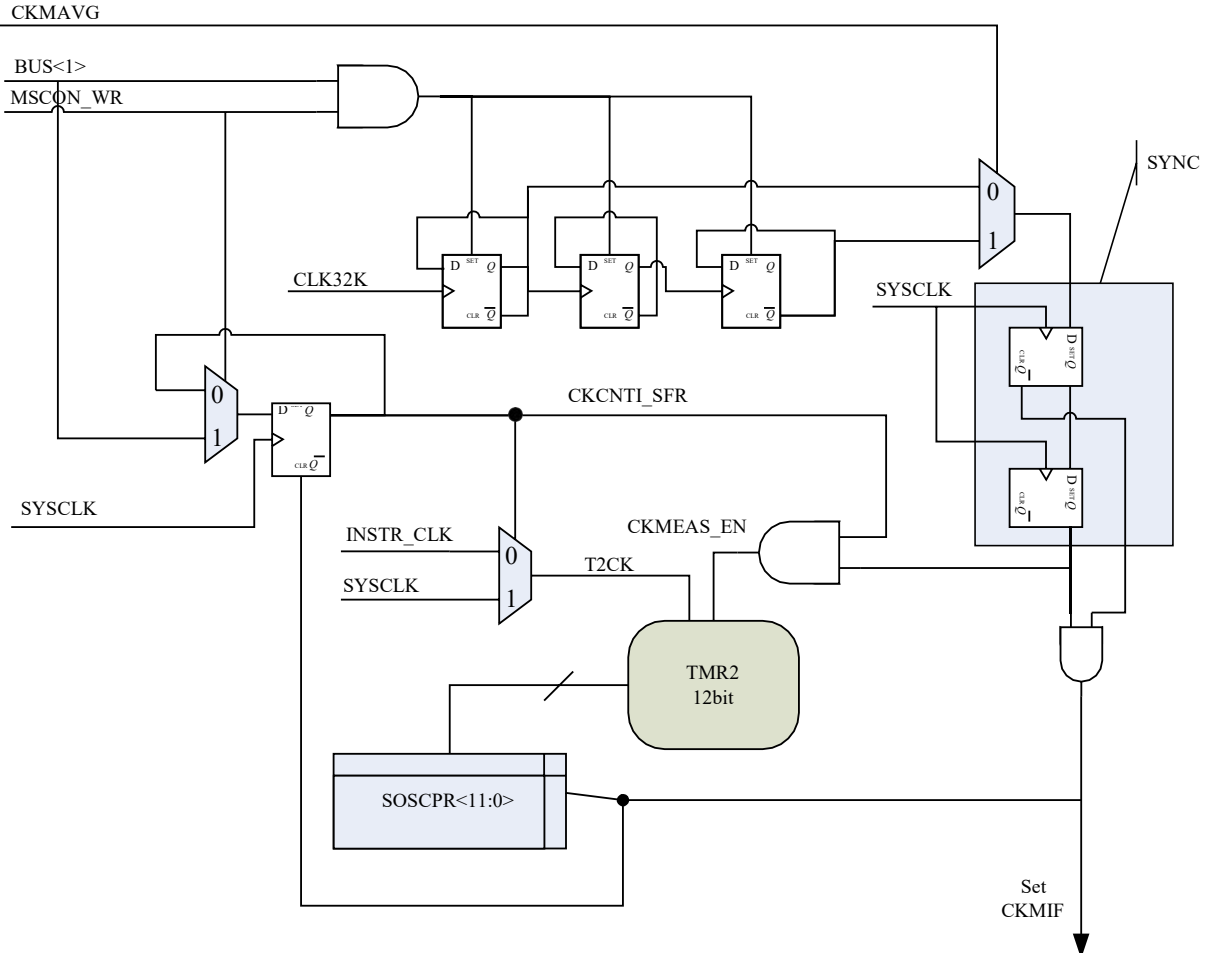 CKMAVG
BUS<1>
MSCON_WR
SYNC
0
1
D SET Q
CLR Q
D SET Q
CLR Q
D SET Q
CLR Q
CLK32K
SYSCLK
D SET Q
CLR Q
0
1
CKCNTI_SFR
D Q
CLR Q
SYSCLK
D SET Q
CLR Q
CKMEAS_EN
INSTR_CLK
0
T2CK
SYSCLK
1
TMR2
12bit
SOSCPR<11:0>
Set
CKMIF